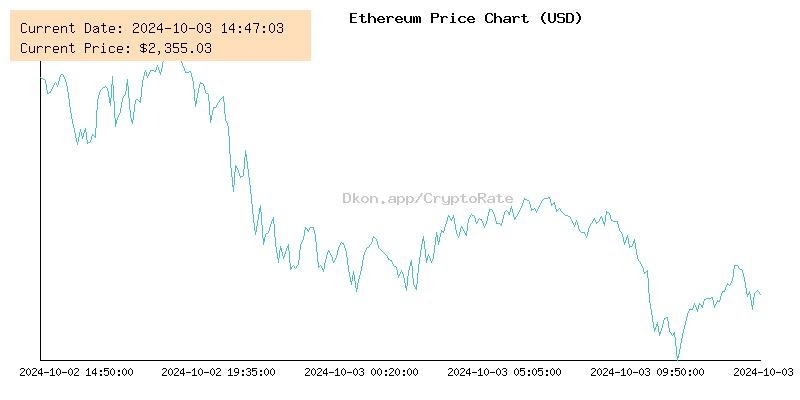 Ethereum Price Chart (USD)
Current Date: 2024-10-03 14:47:03
Current Price: $2,355.03
Dkon.app/CryptoRate
2024-10-02 14:50:00 2024-10-02 19:35:00 2024-10-03 00:20:00 2024-10-03 05:05:00 2024-10-03 09:50:00 2024-10-03